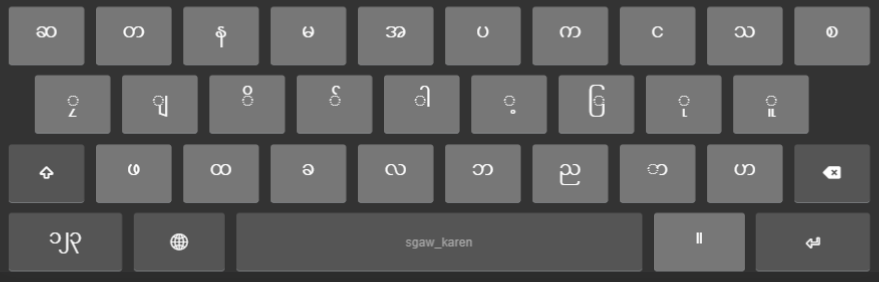 ဆ တ န မ အ ပ က င သ စ
ၠ ျ ိ ် ါ ့ ြ ု ူ
ဖ ထ ခ လ ဘ ည ာ ဟ
၁၂၃ sgaw_karen ။